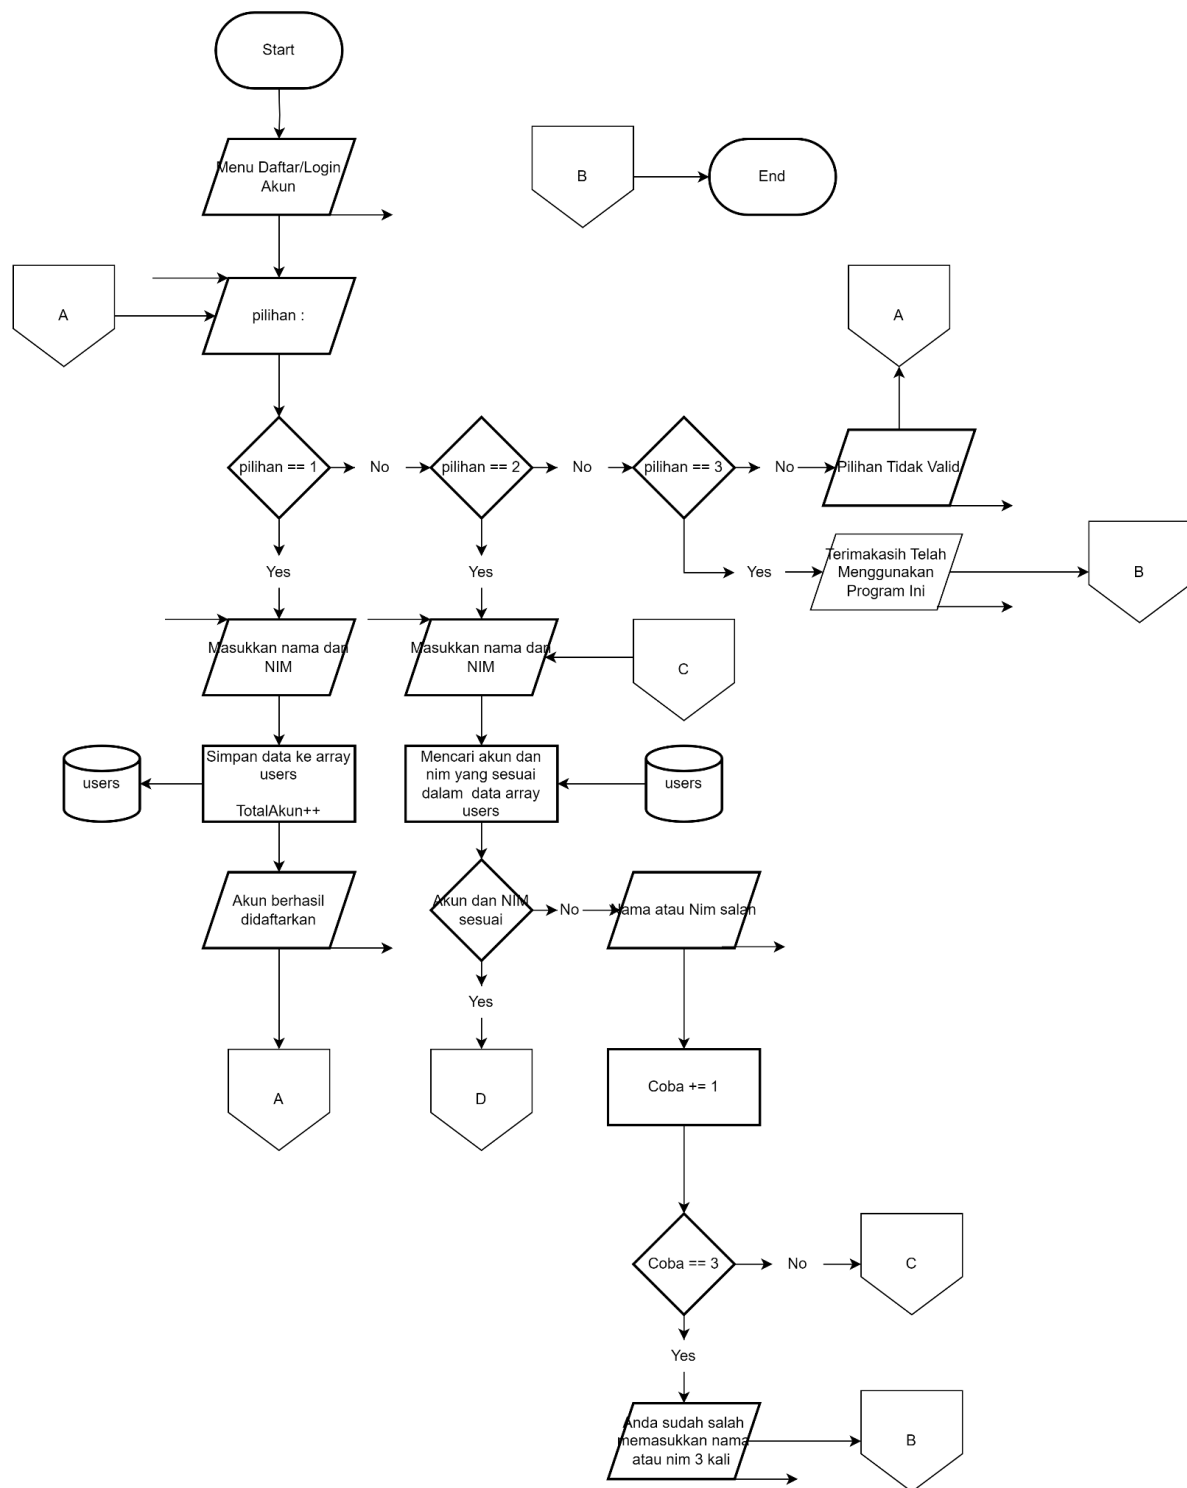 Start
Menu Daftar/Login
Akun
B
End
A
pilihan :
A
pilihan == 1
No
pilihan == 2
No
pilihan == 3
No
Pilihan Tidak Valid
Yes
Yes
Yes
Terimakasih Telah
Menggunakan
Program Ini
B
Masukkan nama dan
NIM
Masukkan nama dan
NIM
C
users
Simpan data ke array
users
TotalAkun++
Mencari akun dan
nim yang sesuai
dalam data array
users
users
Akun berhasil
didaftarkan
Akun dan NIM
sesuai
No
Nama atau Nim salah
Yes
A
D
Coba += 1
Coba == 3
No
C
Yes
Anda sudah salah
memasukkan nama
atau nim 3 kali
B